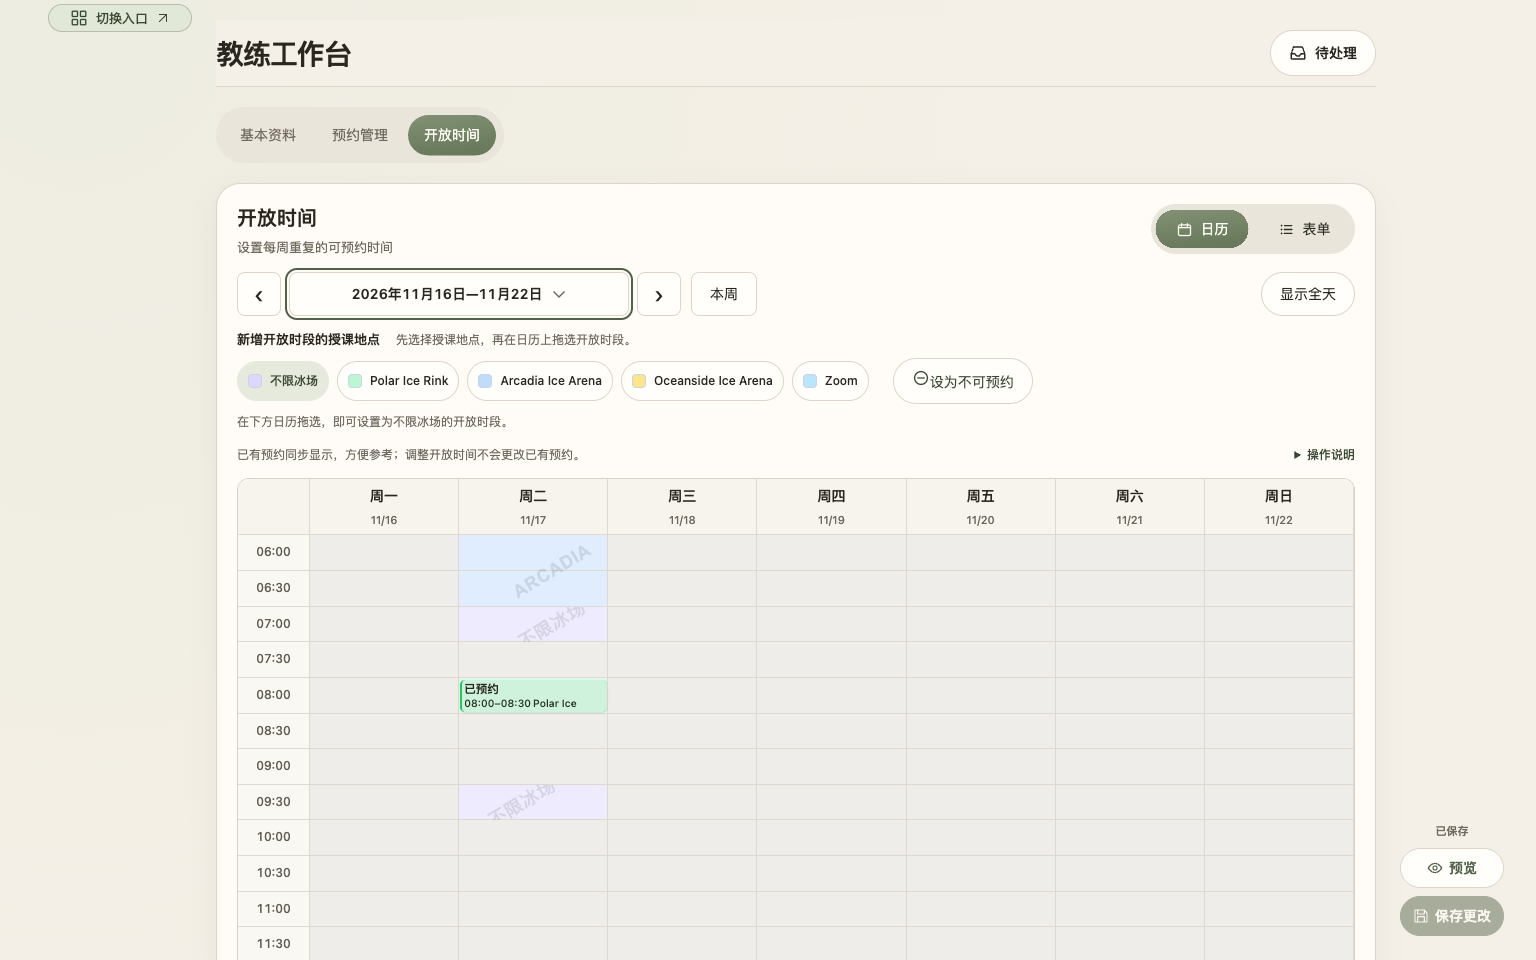 切换入口
教练工作台
待处理
基本资料
预约管理
开放时间
开放时间
设置每周重复的可预约时间
日历
表单
2026年11月16日—11月22日
本周
显示全天
新增开放时段的授课地点
先选择授课地点，再在日历上拖选开放时段。
不限冰场
Polar Ice Rink
Arcadia Ice Arena
Oceanside Ice Arena
Zoom
设为不可预约
在下方日历拖选，即可设置为不限冰场的开放时段。
已有预约同步显示，方便参考；调整开放时间不会更改已有预约。
操作说明
周一
周二
周三
周四
周五
周六
周日
11/16
11/17
11/18
11/19
11/20
11/21
11/22
06:00
ARCADIA
06:30
07:00
不限冰场
07:30
08:00
已预约
08:00–08:30 Polar Ice
08:30
09:00
09:30
不限冰场
10:00
10:30
11:00
11:30
已保存
预览
保存更改